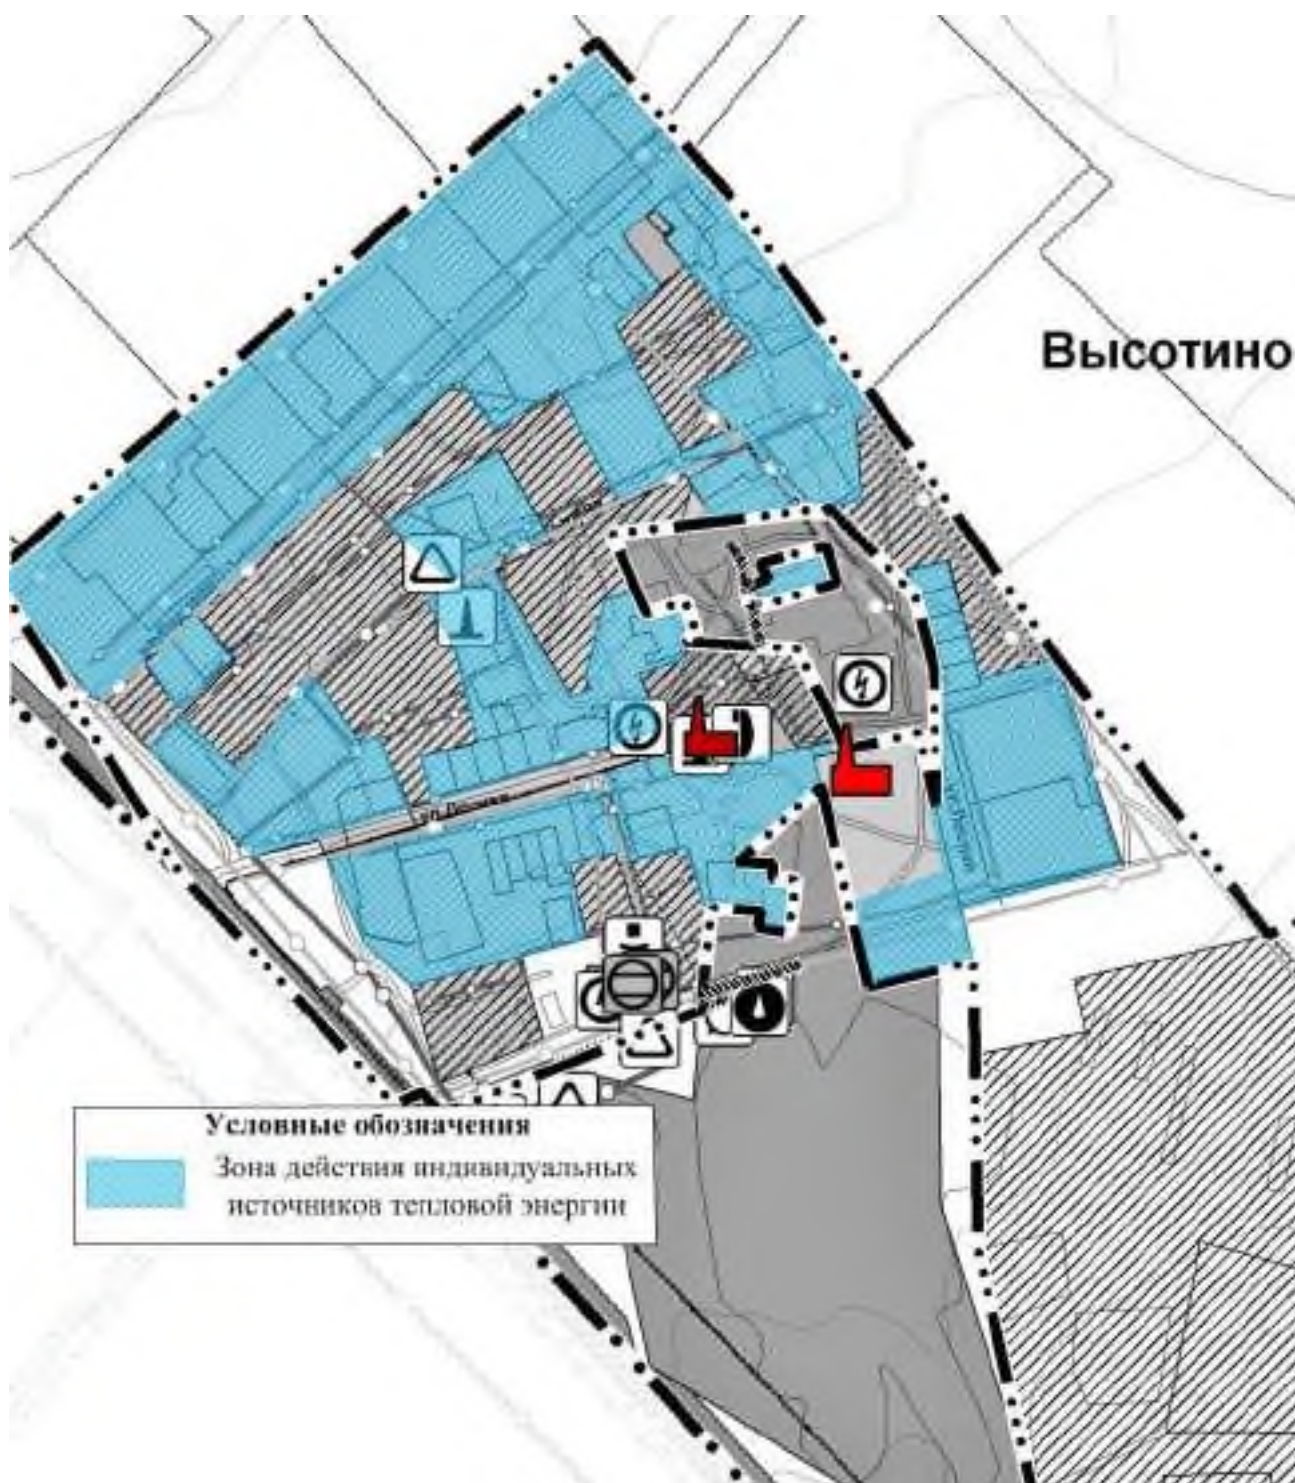 Высотино
Условные обозначения
Зона действия индивидуальных
источников тепловой энергии